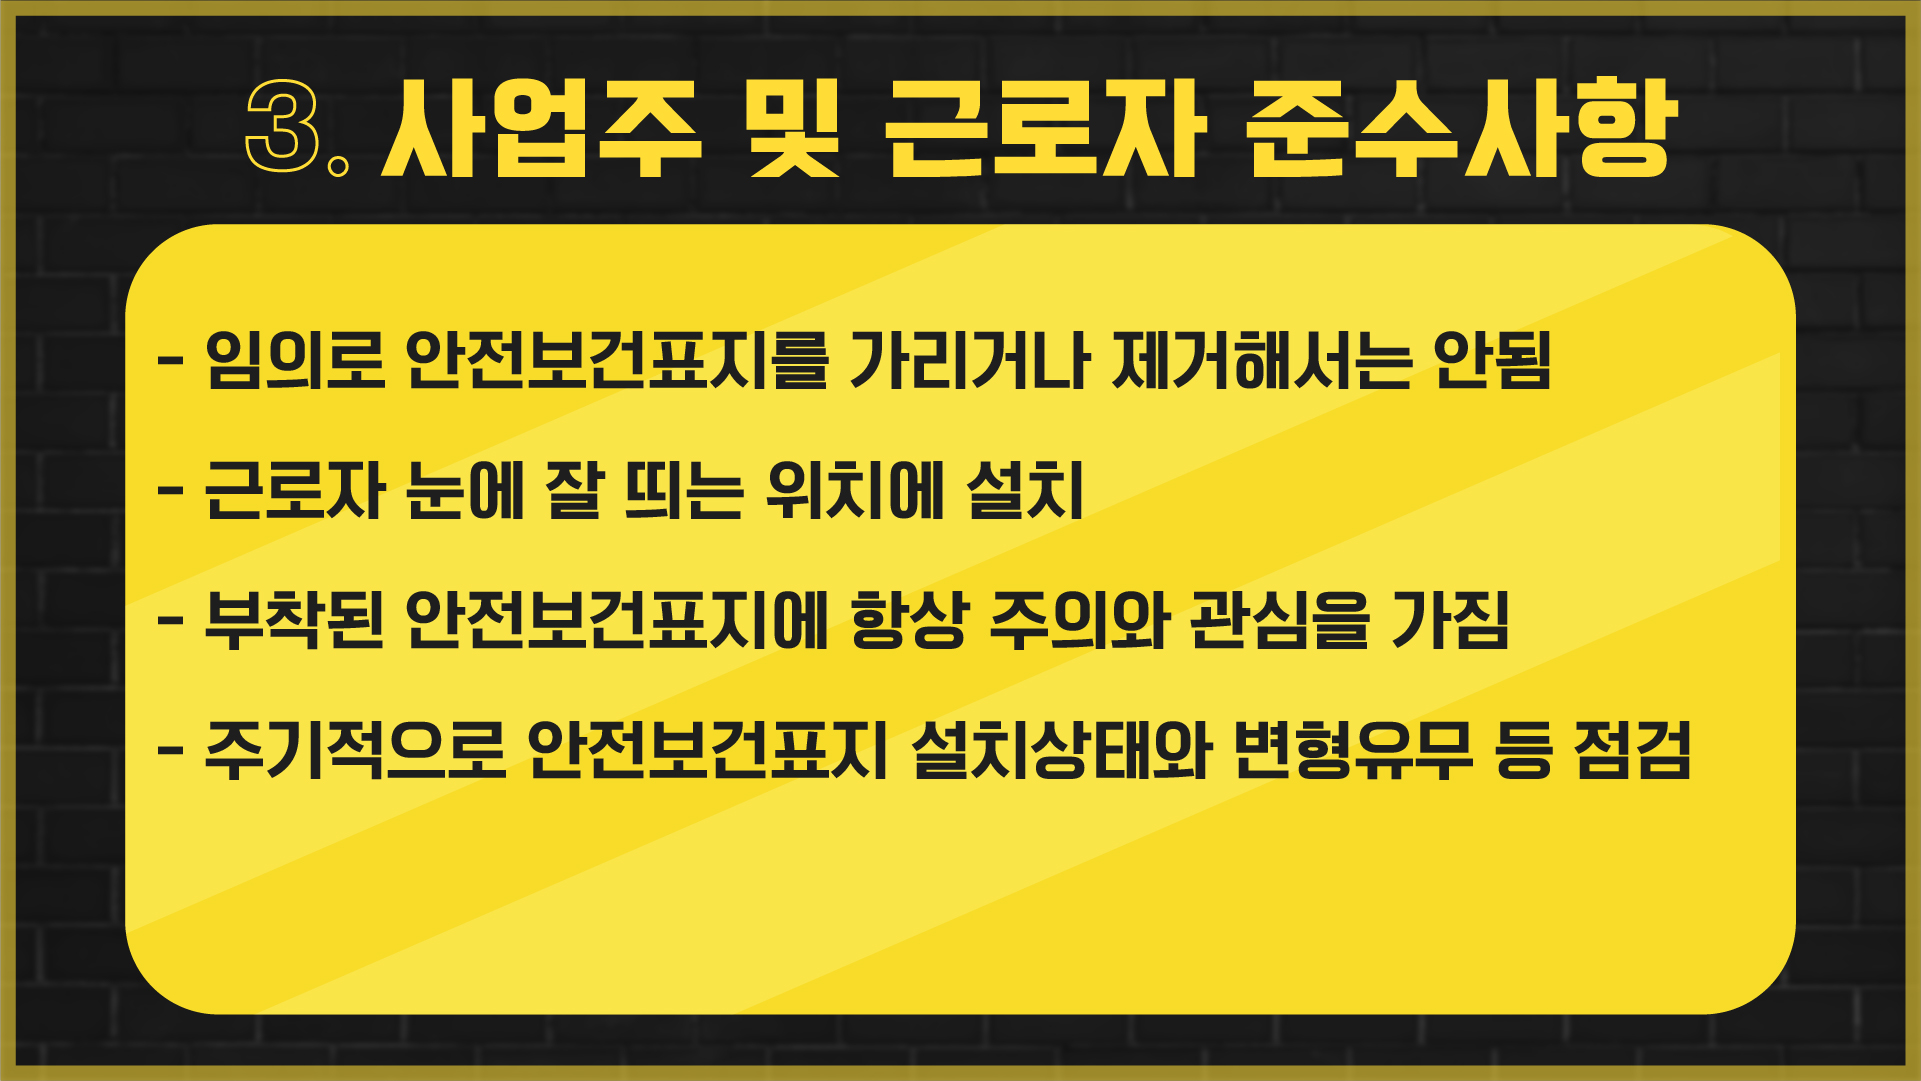 3. 사업주 및 근로자 준수사항
- 임의로 안전보건표지를 가리거나 제거해서는 안됨
- 근로자 눈에 잘 띄는 위치에 설치
- 부착된 안전보건표지에 항상 주의와 관심을 가짐
- 주기적으로 안전보건표지 설치상태와 변형유무 등 점검